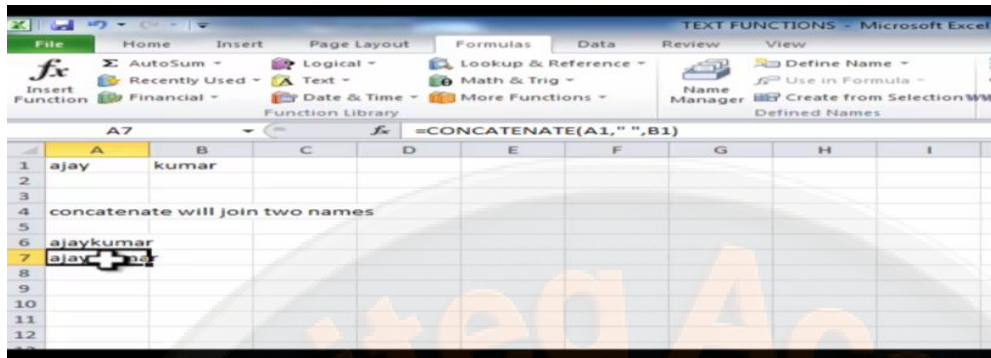 TEXT FUNCTIONS - Microsoft Excel
File Home Insert Page Layout Formulas Data Review View
Insert Function
AutoSum
Recently Used
Financial
Logical
Text
Date & Time
Lookup & Reference
Math & Trig
More Functions
Function Library
Name Manager
Define Name
Use in Formula
Create from Selection
Defined Names
A7 fx =CONCATENATE(A1," ",B1)
A B C D E F G H I
1 ajay kumar
2
3
4 concatenate will join two names
5
6 ajaykumar
7
8
9
10
11
12